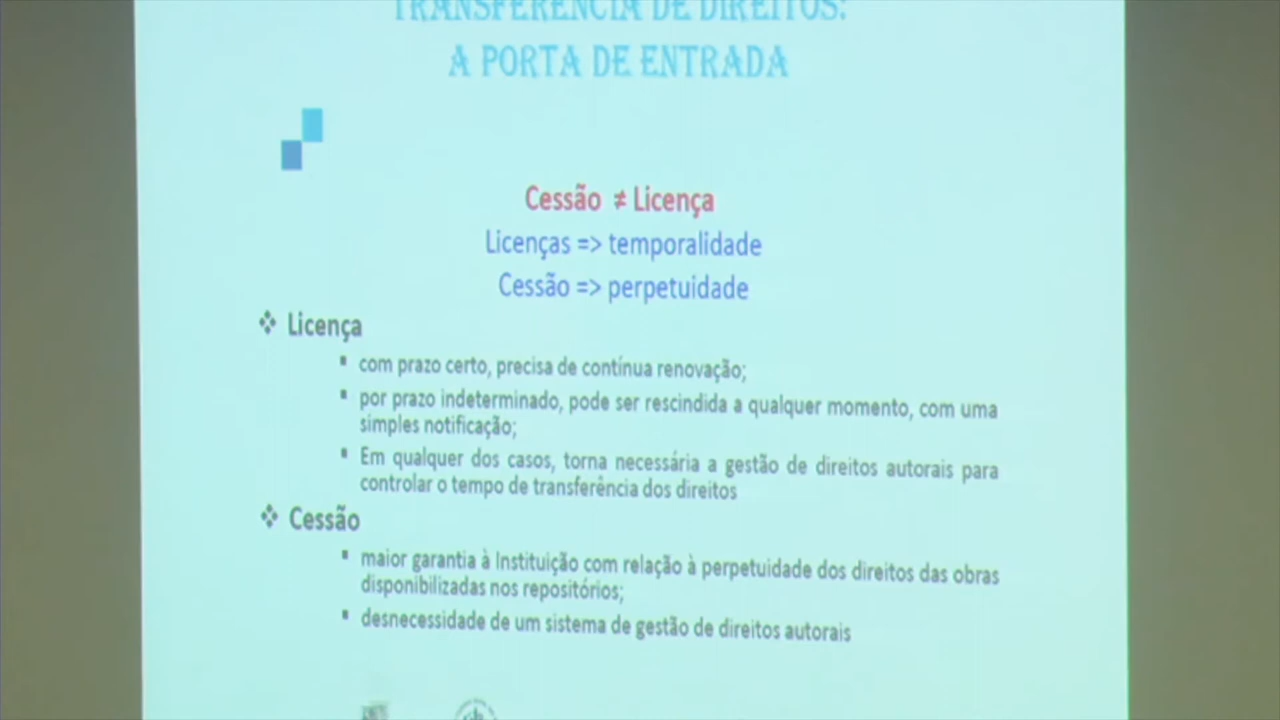 TRANSFERÊNCIA DE DIREITOS:
A PORTA DE ENTRADA
Cessão ≠ Licença
Licenças => temporalidade
Cessão => perpetuidade
❖ Licença
▪ com prazo certo, precisa de contínua renovação;
▪ por prazo indeterminado, pode ser rescindida a qualquer momento, com uma
simples notificação;
▪ Em qualquer dos casos, torna necessária a gestão de direitos autorais para
controlar o tempo de transferência dos direitos
❖ Cessão
▪ maior garantia à Instituição com relação à perpetuidade dos direitos das obras
disponibilizadas nos repositórios;
▪ desnecessidade de um sistema de gestão de direitos autorais